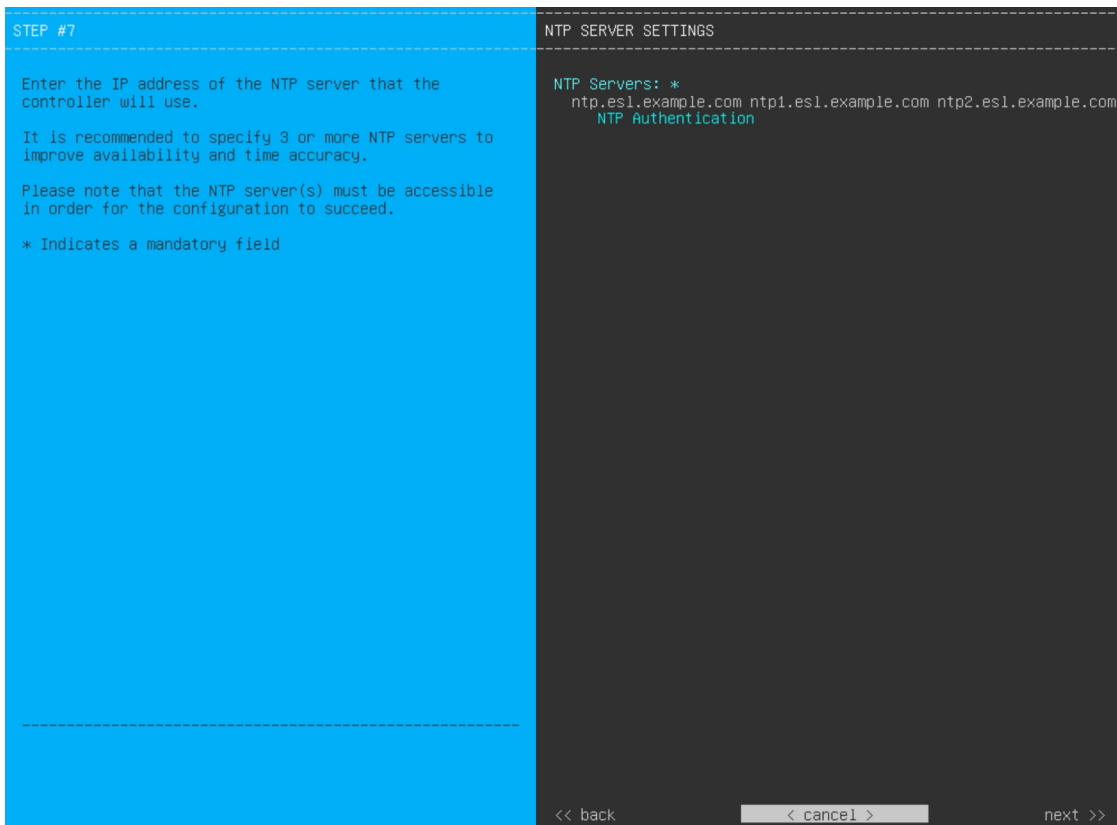 STEP #7
Enter the IP address of the NTP server that the
controller will use.
It is recommended to specify 3 or more NTP servers to
improve availability and time accuracy.
Please note that the NTP server(s) must be accessible
in order for the configuration to succeed.
* Indicates a mandatory field
NTP SERVER SETTINGS
NTP Servers: *
ntp.esl.example.com ntp1.esl.example.com ntp2.esl.example.com
NTP Authentication
<< back < cancel > next >>